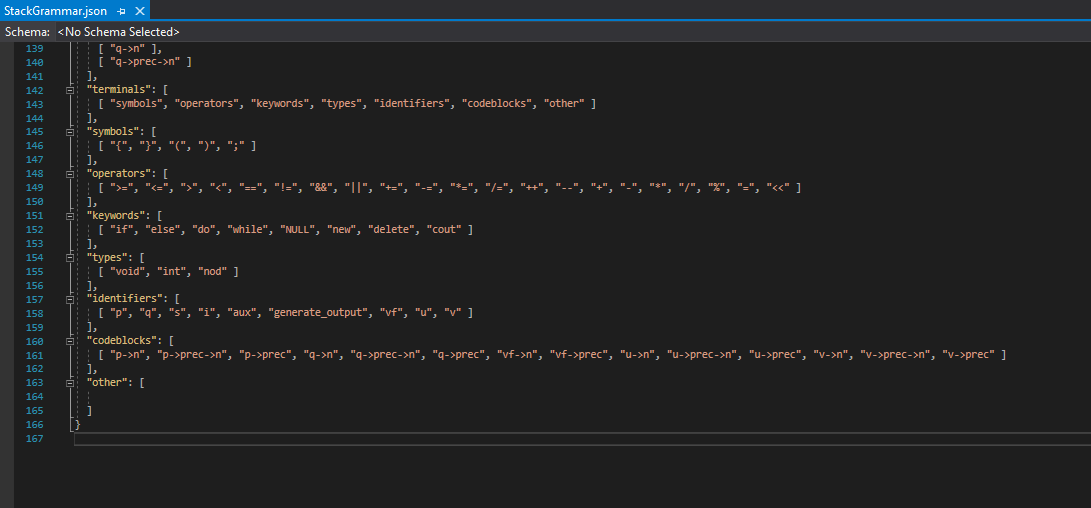 StackGrammar.json
Schema: <No Schema Selected>
139 [ "q->n" ],
140 [ "q->prec->n" ]
141 ],
142 "terminals": [
143 [ "symbols", "operators", "keywords", "types", "identifiers", "codeblocks", "other" ]
144 ],
145 "symbols": [
146 [ "{", "}", "(", ")", ";" ]
147 ],
148 "operators": [
149 [ ">=", "<=", ">", "<", "==", "!=", "&&", "||", "+=", "-=", "*=", "/=", "++", "--", "+", "-", "*", "/", "%", "=", "<<" ]
150 ],
151 "keywords": [
152 [ "if", "else", "do", "while", "NULL", "new", "delete", "cout" ]
153 ],
154 "types": [
155 [ "void", "int", "nod" ]
156 ],
157 "identifiers": [
158 [ "p", "q", "s", "i", "aux", "generate_output", "vf", "u", "v" ]
159 ],
160 "codeblocks": [
161 [ "p->n", "p->prec->n", "p->prec", "q->n", "q->prec->n", "q->prec", "vf->n", "vf->prec", "u->n", "u->prec->n", "u->prec", "v->n", "v->prec->n", "v->prec" ]
162 ],
163 "other": [
164
165 ]
166 }
167